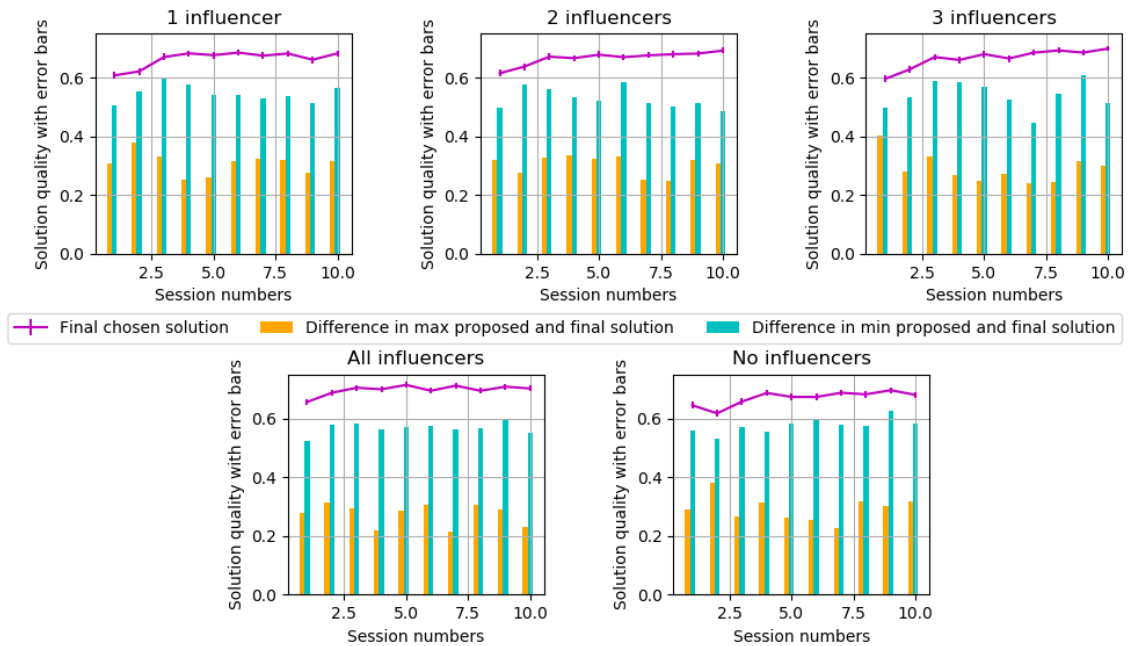 1 influencer
2 influencers
3 influencers
Solution quality with error bars
0.6
0.4
0.2
0.0
2.5 5.0 7.5 10.0
Session numbers
Solution quality with error bars
0.6
0.4
0.2
0.0
2.5 5.0 7.5 10.0
Session numbers
Solution quality with error bars
0.6
0.4
0.2
0.0
2.5 5.0 7.5 10.0
Session numbers
Final chosen solution
Difference in max proposed and final solution
Difference in min proposed and final solution
All influencers
No influencers
Solution quality with error bars
0.6
0.4
0.2
0.0
2.5 5.0 7.5 10.0
Session numbers
Solution quality with error bars
0.6
0.4
0.2
0.0
2.5 5.0 7.5 10.0
Session numbers